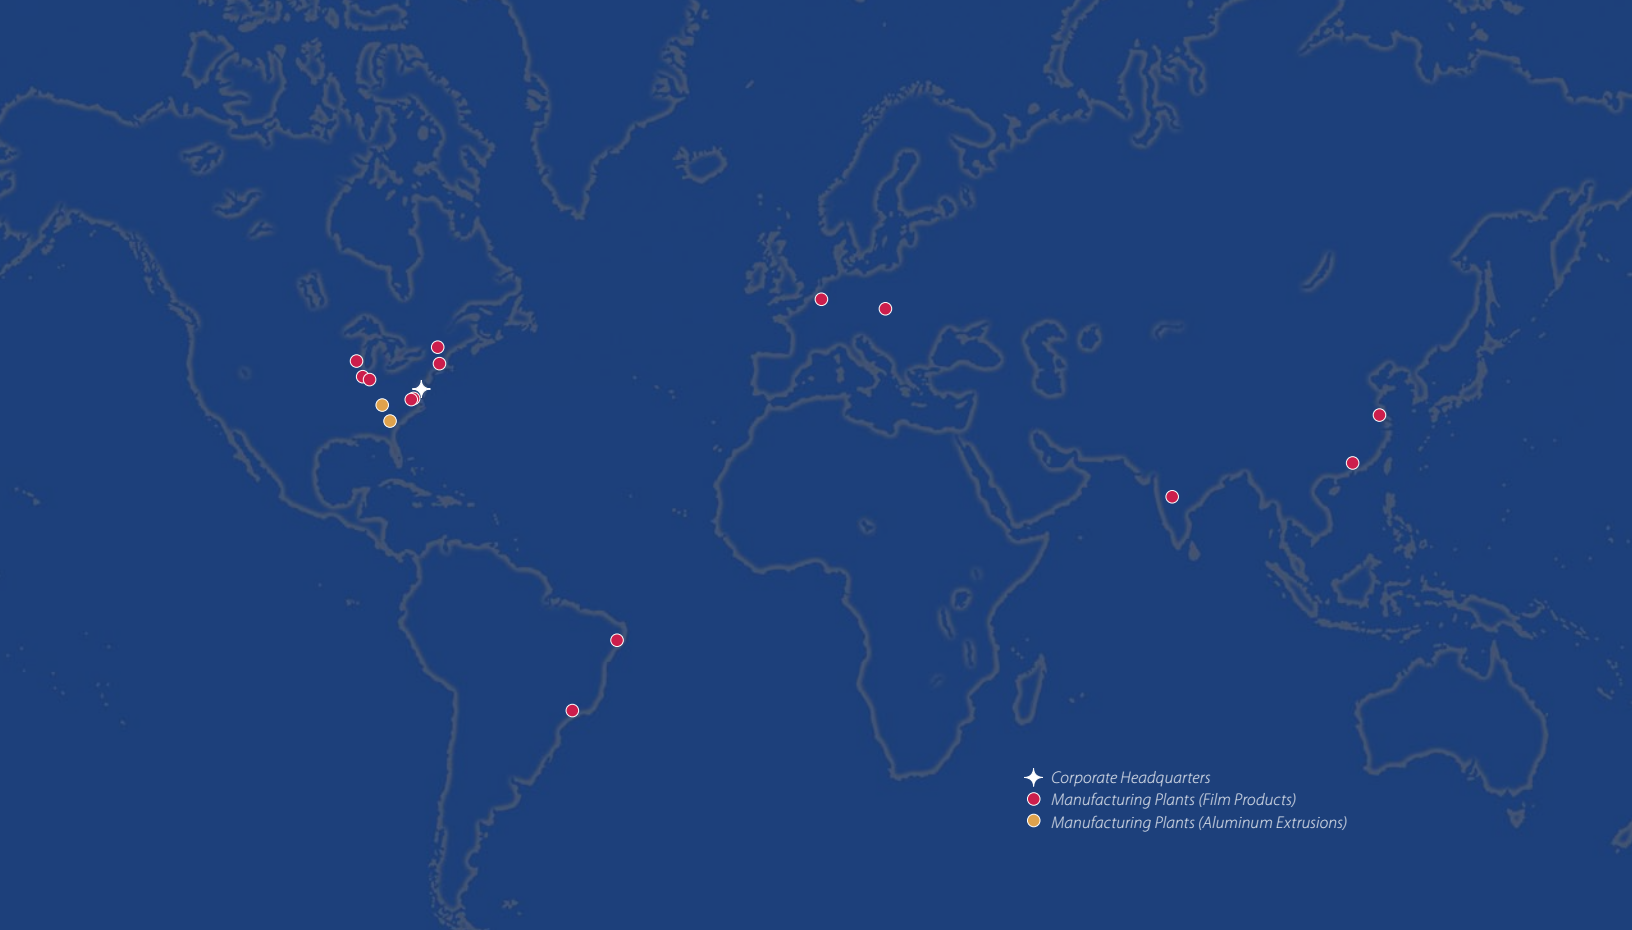 Corporate Headquarters
Manufacturing Plants (Film Products)
Manufacturing Plants (Aluminum Extrusions)